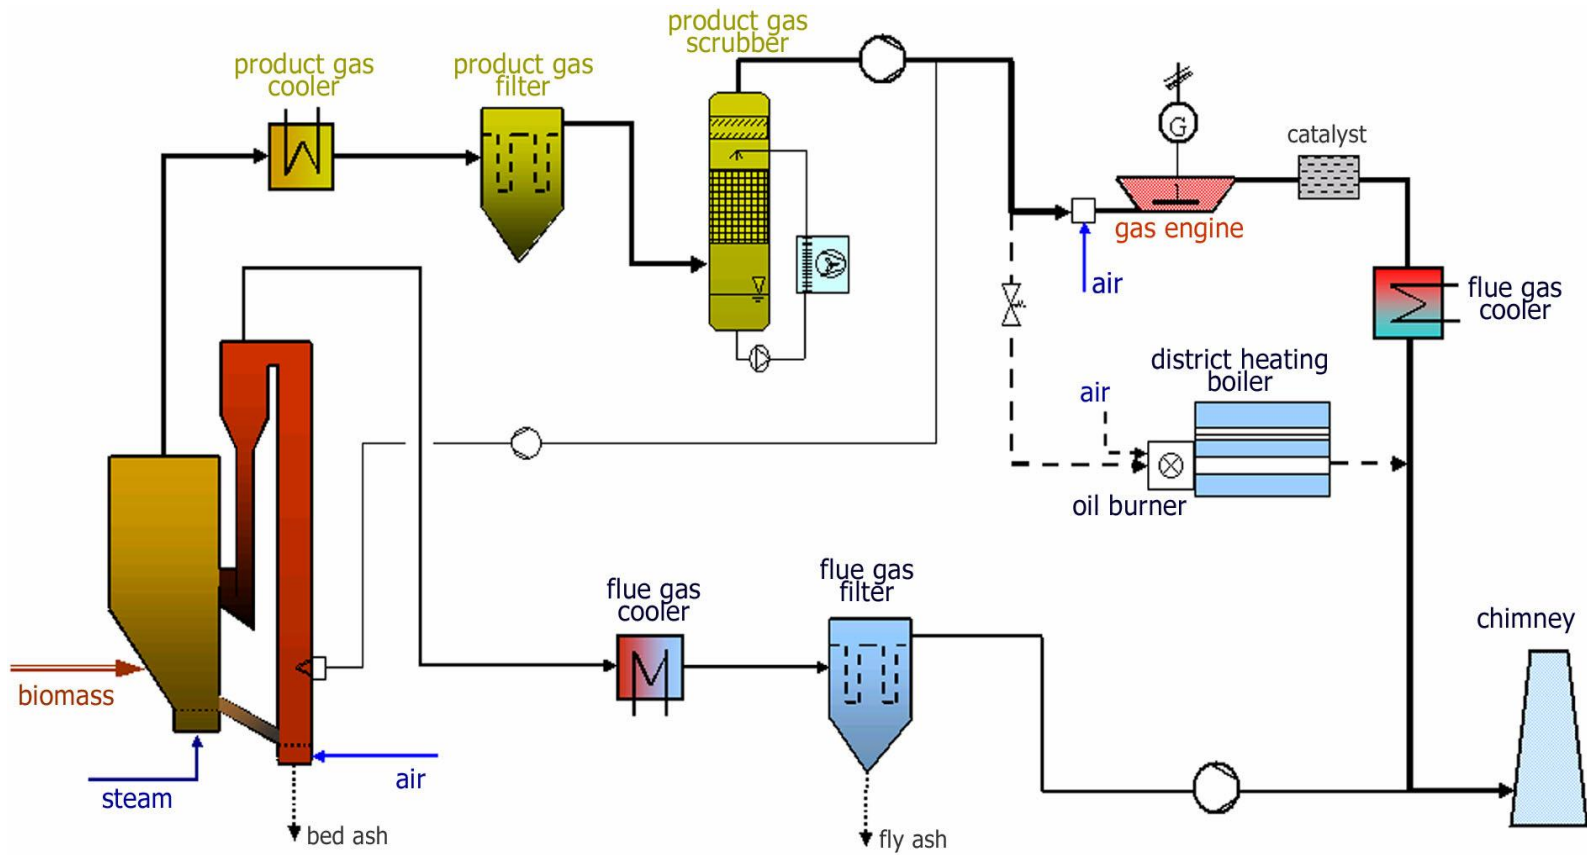 product gas
scrubber
product gas
cooler
product gas
filter
G
catalyst
gas engine
air
flue gas
cooler
district heating
boiler
air
oil burner
flue gas
filter
flue gas
cooler
chimney
biomass
steam
air
bed ash
fly ash